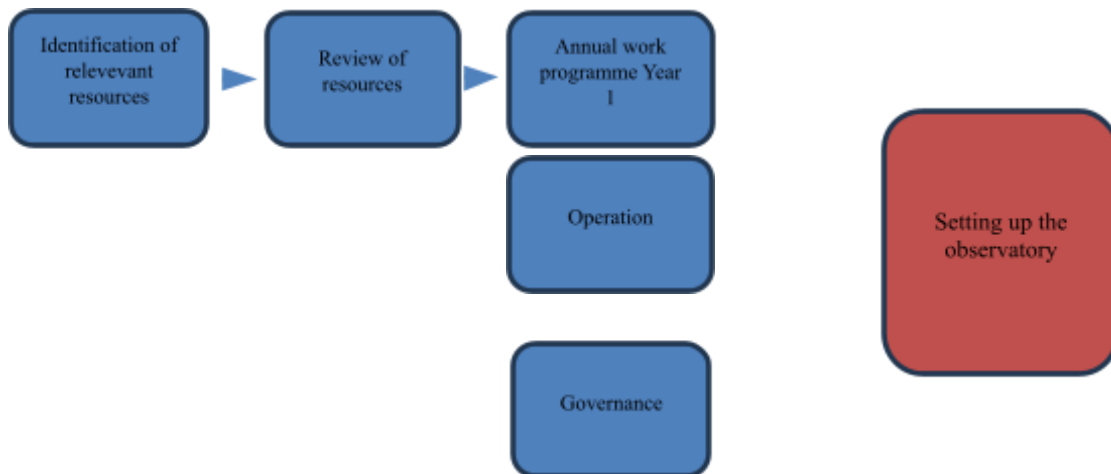 Identification of
relevevant
resources
Review of
resources
Annual work
programme Year
1
Operation
Setting up the
observatory
Governance